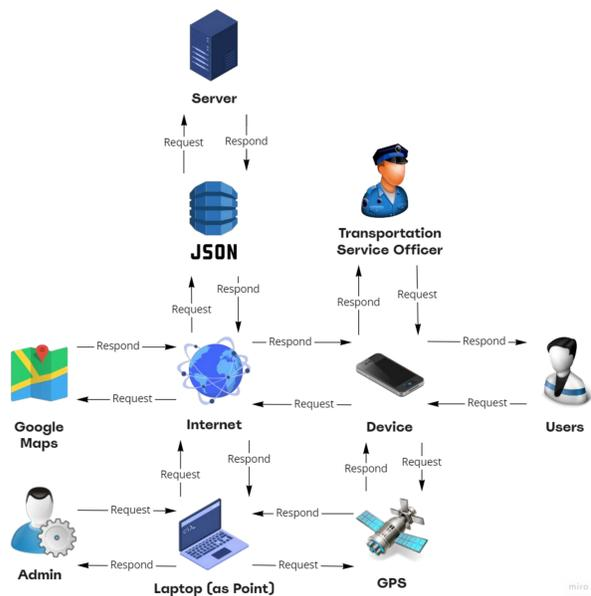 Server
Request
Respond
JSON
Transportation
Service Officer
Respond
Request
Respond
Request
Respond
Respond
Respond
Request
Request
Request
Google
Maps
Internet
Device
Users
Request
Respond
Respond
Request
Request
Respond
Respond
Request
Admin
Laptop (as Point)
GPS
miro